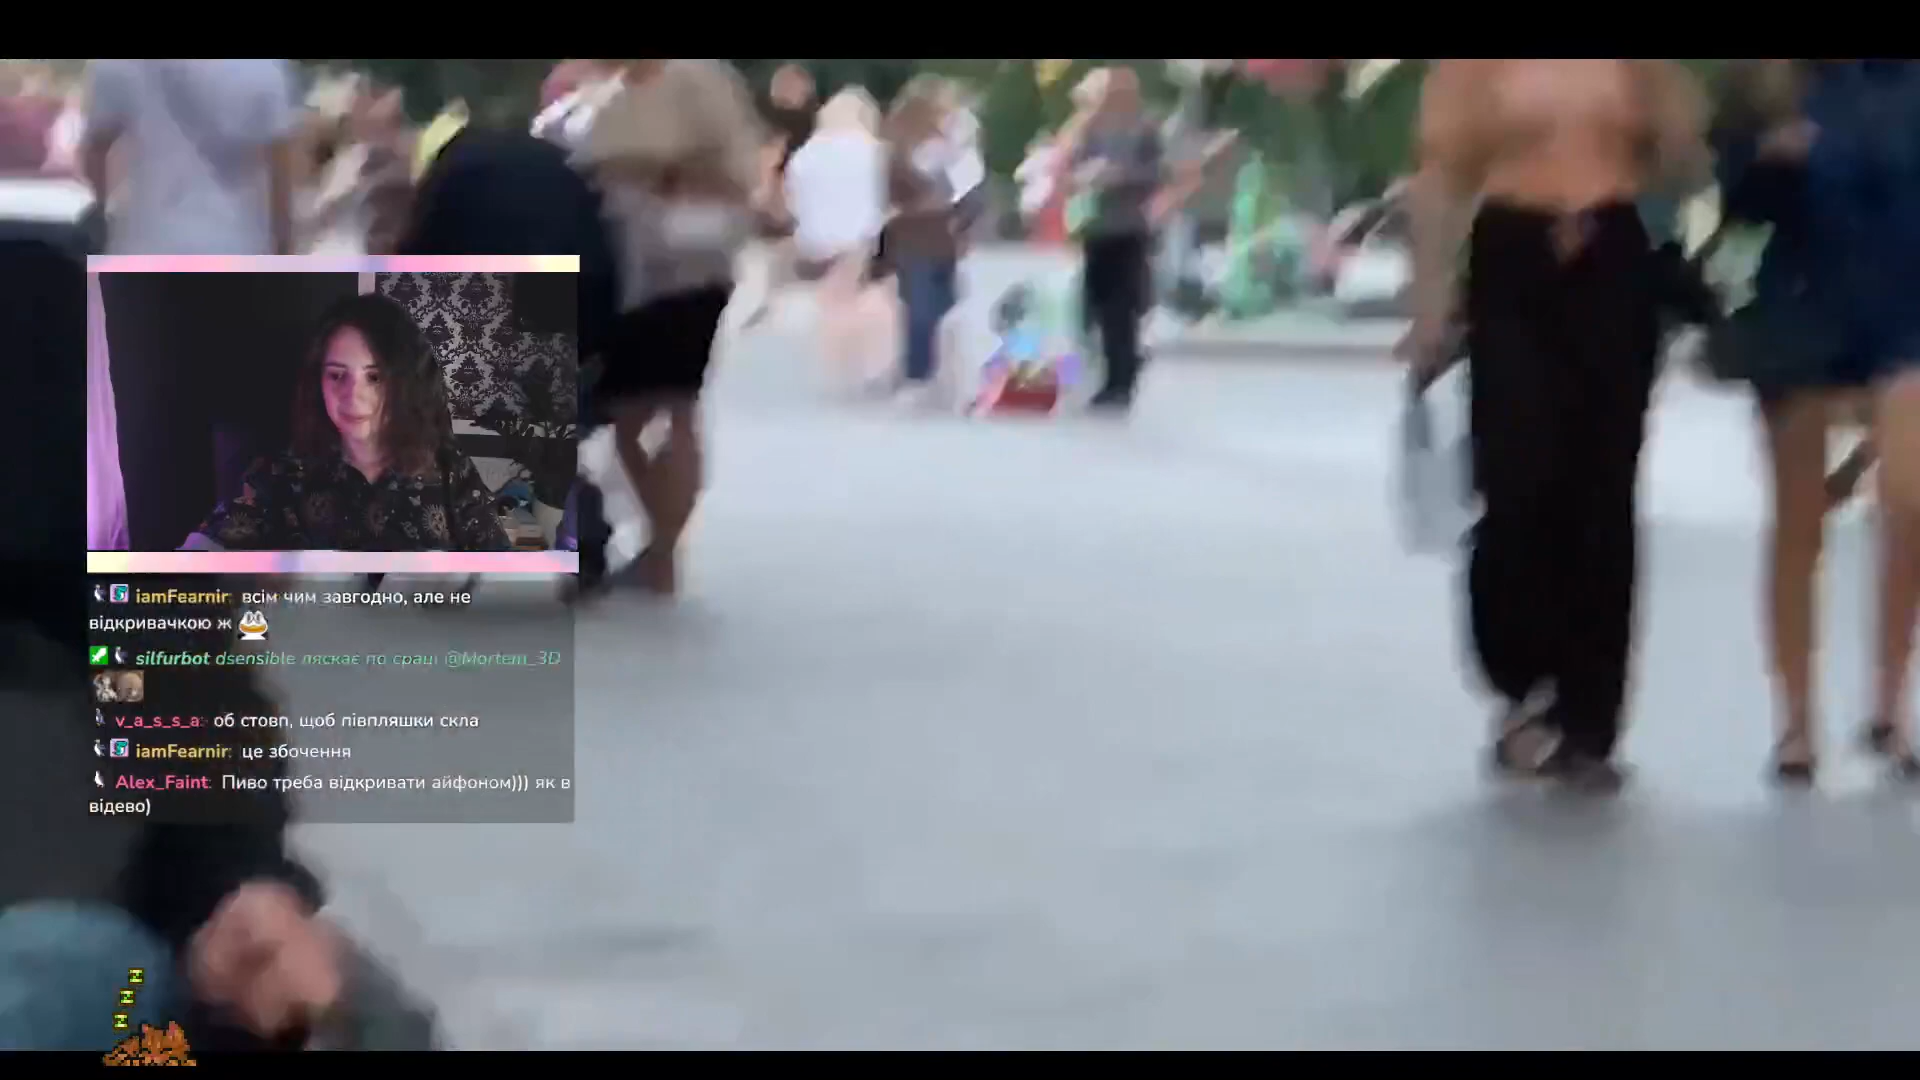 iamFearnir: всім чим завгодно, але не
відкривачкою ж
silfurbot dsensible ляскає по сраці @Mortem_3D
v_a_s_s_a: об стовп, щоб півпляшки скла
iamFearnir: це збочення
Alex_Faint: Пиво треба відкривати айфоном))) як в
відево)
Z
Z
Z